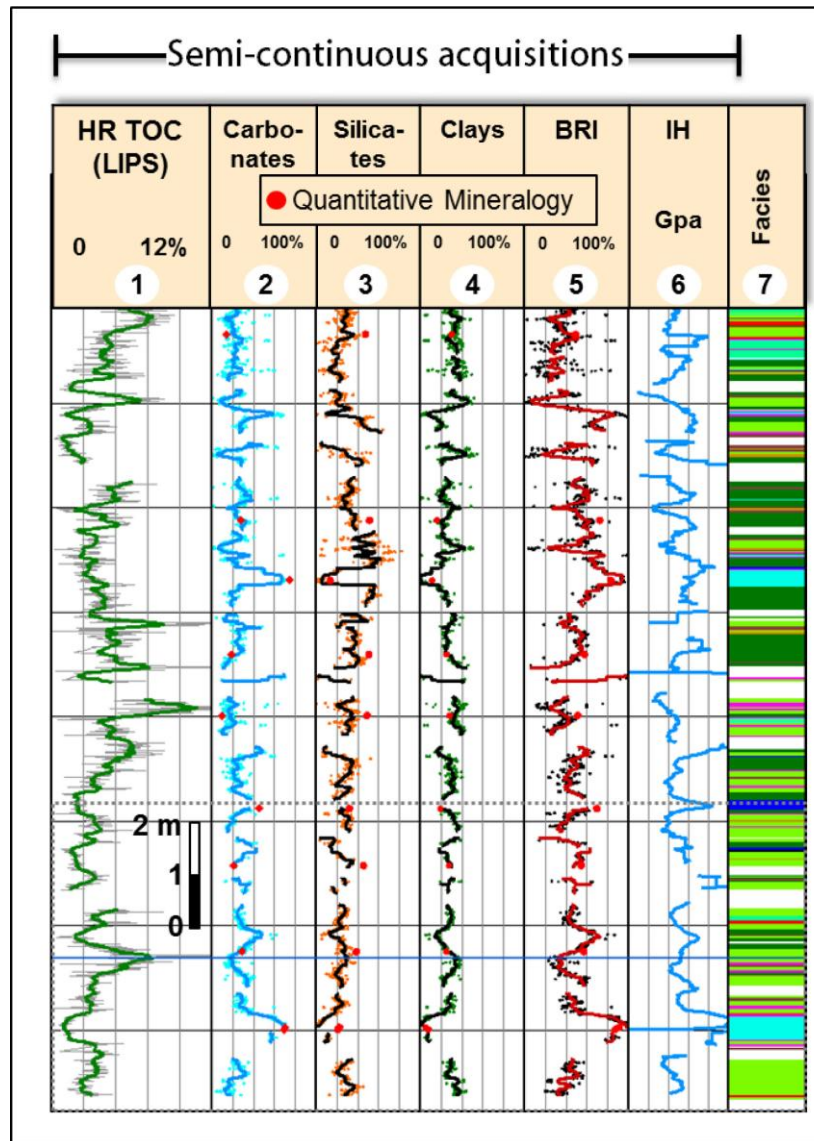 Semi-continuous acquisitions
HR TOC
(LIPS)
0 12%
1
Carbo-
nates
0 100%
2
Silica-
tes
0 100%
3
Clays
0 100%
4
BRI
0 100%
5
IH
Gpa
6
Facies
7
Quantitative Mineralogy
2 m
1
0